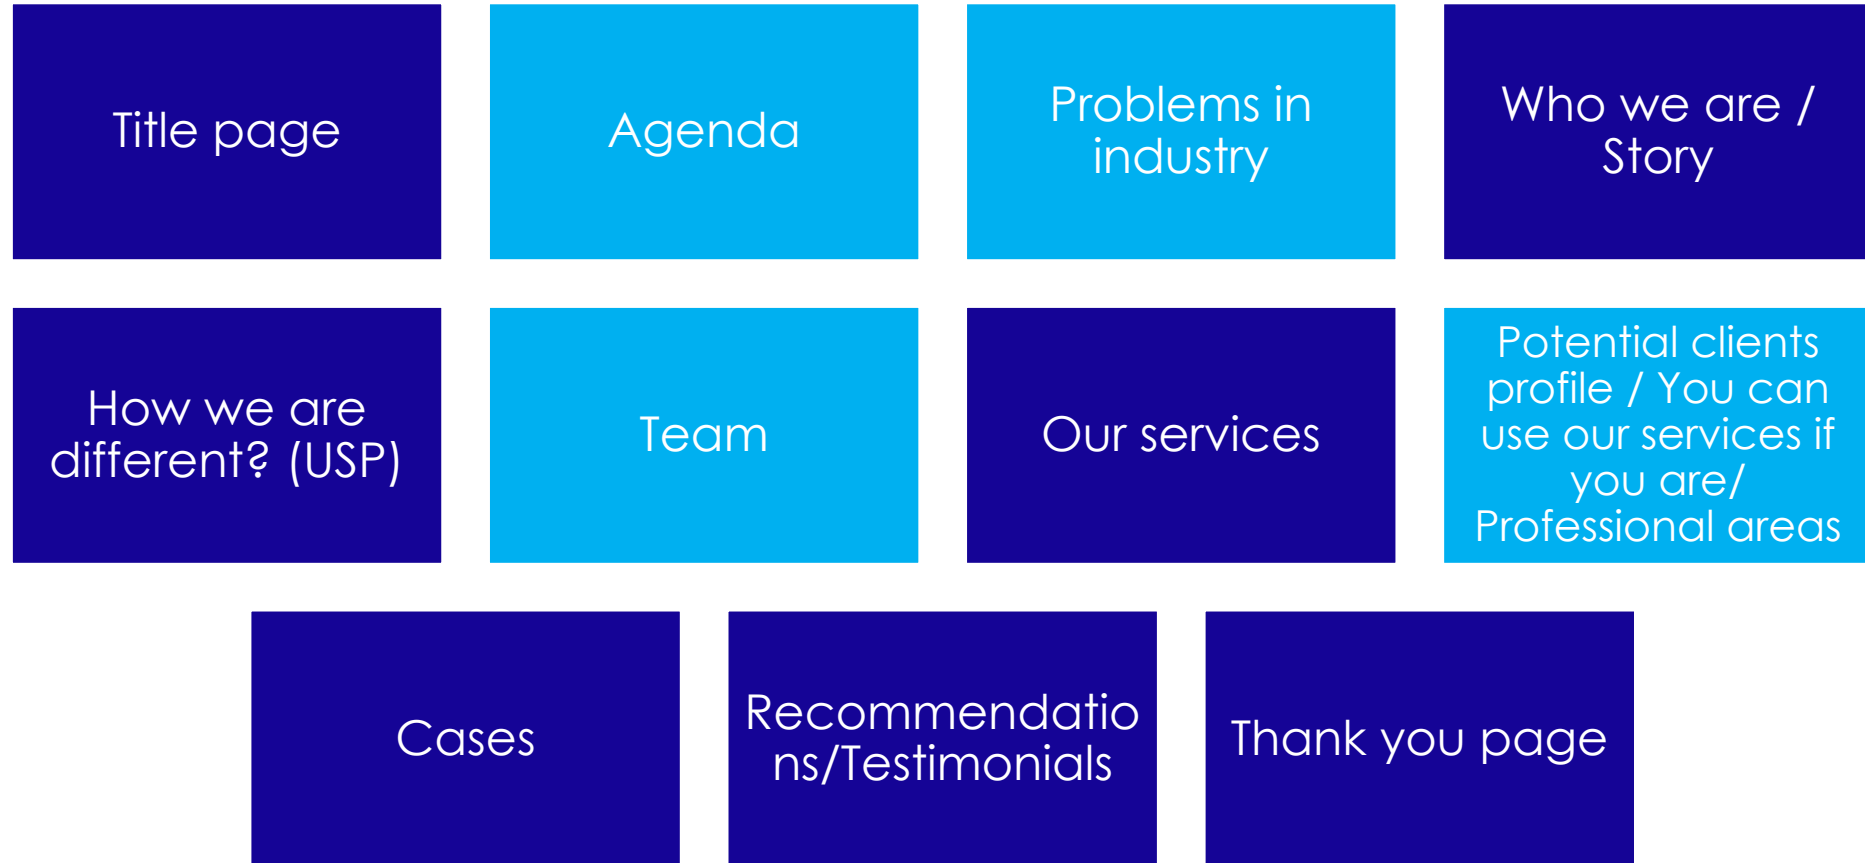 Title page
Agenda
Problems in
industry
Who we are /
Story
How we are
different? (USP)
Team
Our services
Potential clients
profile / You can
use our services if
you are/
Professional areas
Cases
Recommendatio
ns/Testimonials
Thank you page